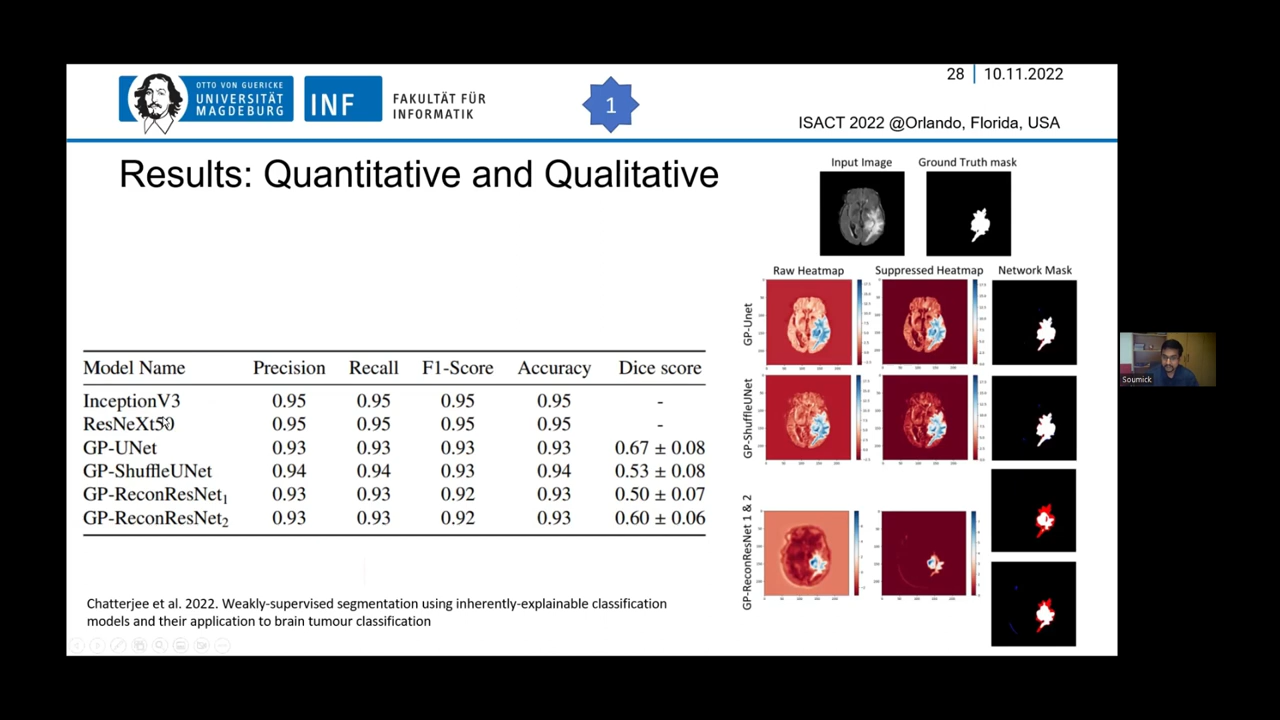 OTTO VON GUERICKE
UNIVERSITÄT
MAGDEBURG
INF
FAKULTÄT FÜR
INFORMATIK
1
28 10.11.2022
ISACT 2022 @Orlando, Florida, USA
Results: Quantitative and Qualitative
Model Name Precision Recall F1-Score Accuracy Dice score
InceptionV3 0.95 0.95 0.95 0.95 -
ResNeXt50 0.95 0.95 0.95 0.95 -
GP-UNet 0.93 0.93 0.93 0.93 0.67 ± 0.08
GP-ShuffleUNet 0.94 0.94 0.93 0.94 0.53 ± 0.08
GP-ReconResNet1 0.93 0.93 0.92 0.93 0.50 ± 0.07
GP-ReconResNet2 0.93 0.93 0.92 0.93 0.60 ± 0.06
Chatterjee et al. 2022. Weakly-supervised segmentation using inherently-explainable classification
models and their application to brain tumour classification
Input Image Ground Truth mask
Raw Heatmap Suppressed Heatmap Network Mask
GP-Unet
GP-ShuffleUNet
GP-ReconResNet 1 & 2
Soumick